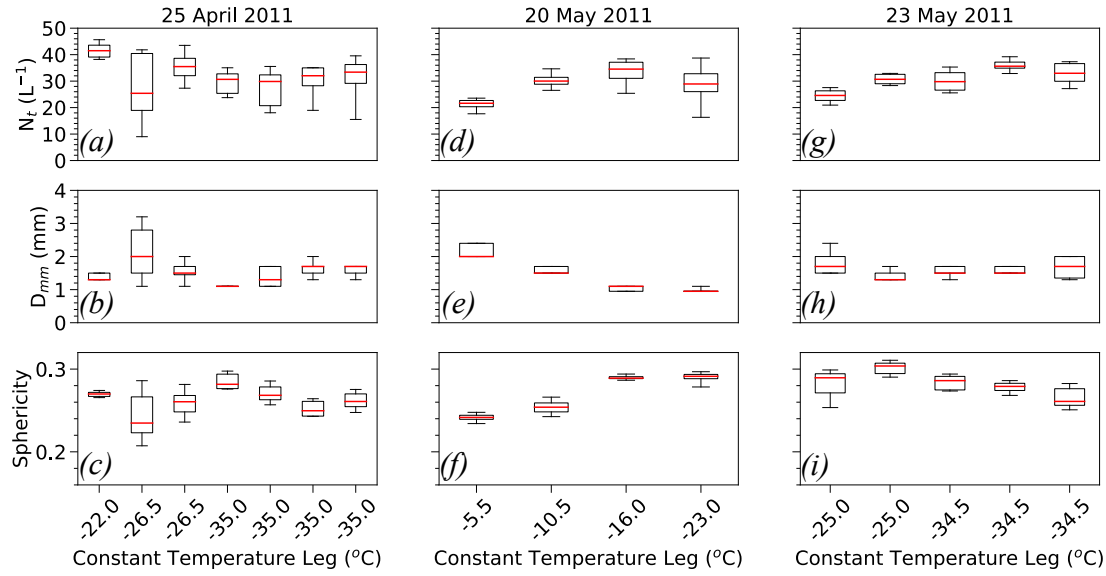 25 April 2011
20 May 2011
23 May 2011
N_t (L^{-1})
50
40
30
20
10
0
(a)
(d)
(g)
D_{mm} (mm)
4
3
2
1
0
(b)
(e)
(h)
Sphericity
0.3
0.2
(c)
(f)
(i)
-22.0 -26.5 -26.5 -35.0 -35.0 -35.0 -35.0
-5.5 -10.5 -16.0 -23.0
-25.0 -25.0 -34.5 -34.5 -34.5
Constant Temperature Leg (°C)
Constant Temperature Leg (°C)
Constant Temperature Leg (°C)